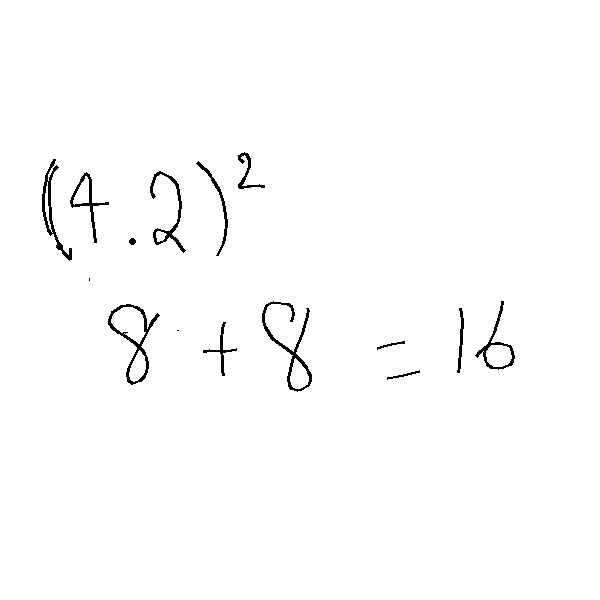 (4.2)²
8 + 8 = 16